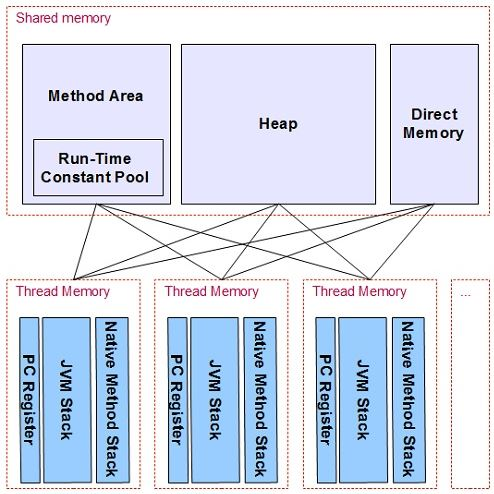 Shared memory
Method Area
Run-Time
Constant Pool
Heap
Direct
Memory
Thread Memory
PC Register
JVM Stack
Native Method Stack
Thread Memory
PC Register
JVM Stack
Native Method Stack
Thread Memory
PC Register
JVM Stack
Native Method Stack
...